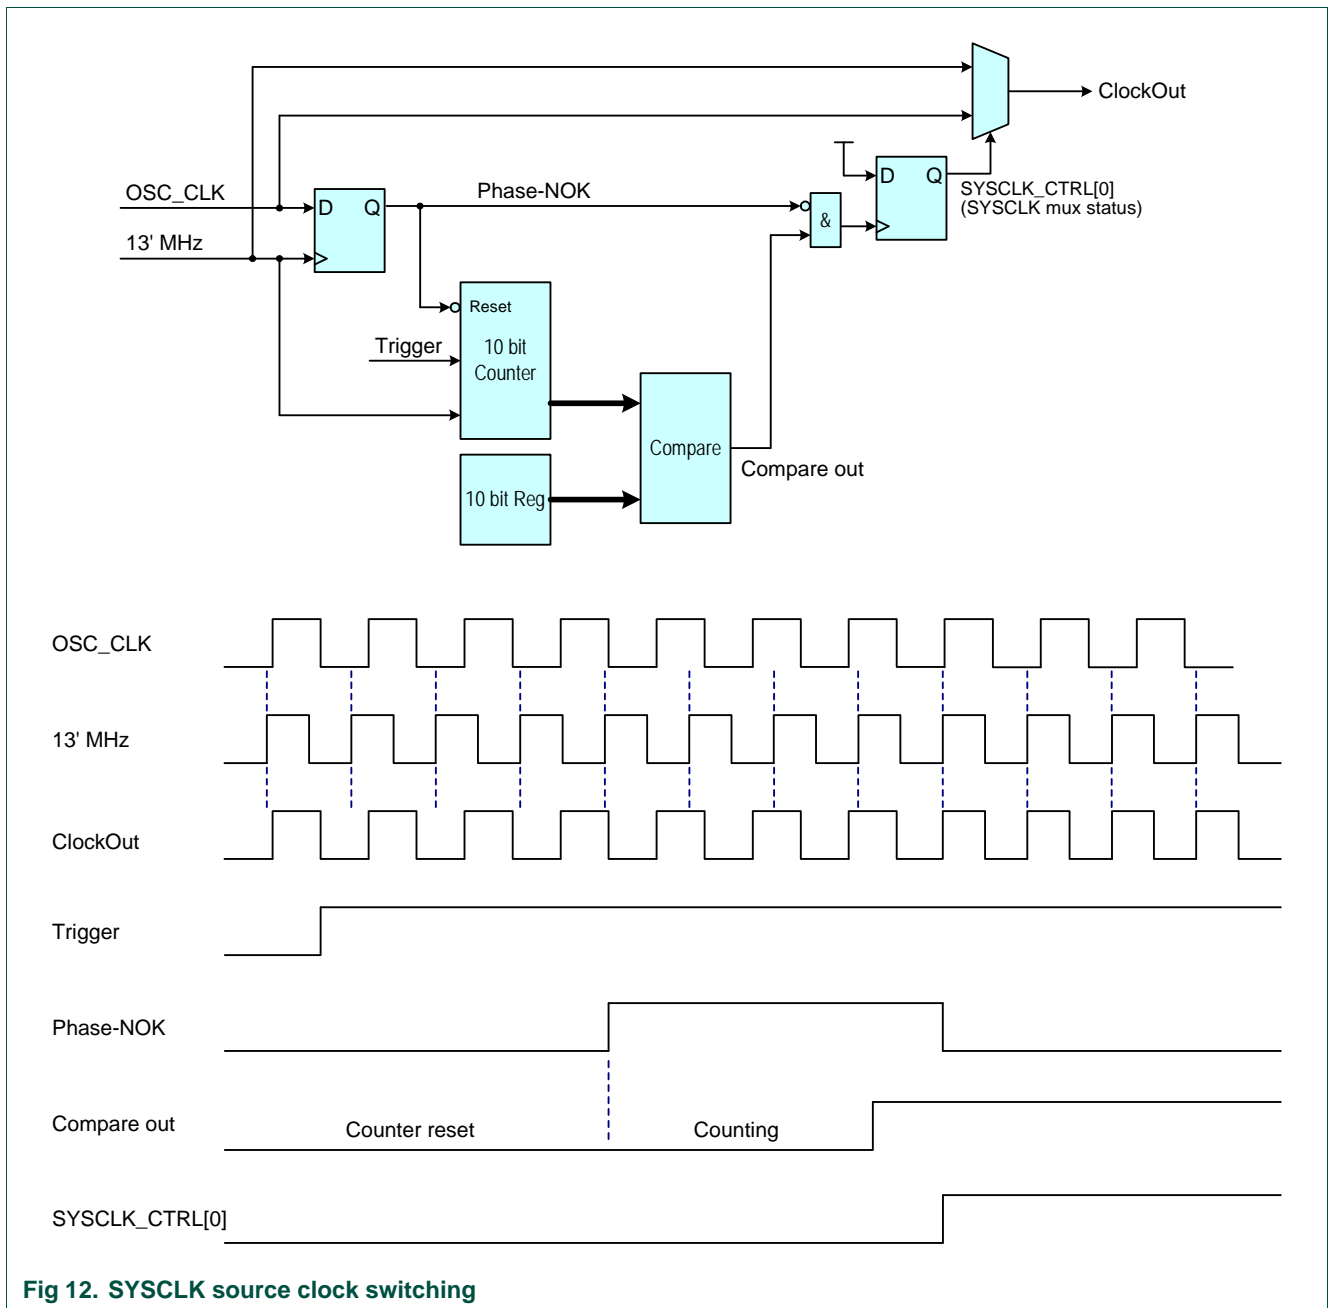 ClockOut
OSC_CLK
D Q
Phase-NOK
&
D Q
SYSCLK_CTRL[0]
(SYSCLK mux status)
13' MHz
Reset
Trigger
10 bit
Counter
Compare
Compare out
10 bit Reg
OSC_CLK
13' MHz
ClockOut
Trigger
Phase-NOK
Compare out
Counter reset
Counting
SYSCLK_CTRL[0]
Fig 12. SYSCLK source clock switching